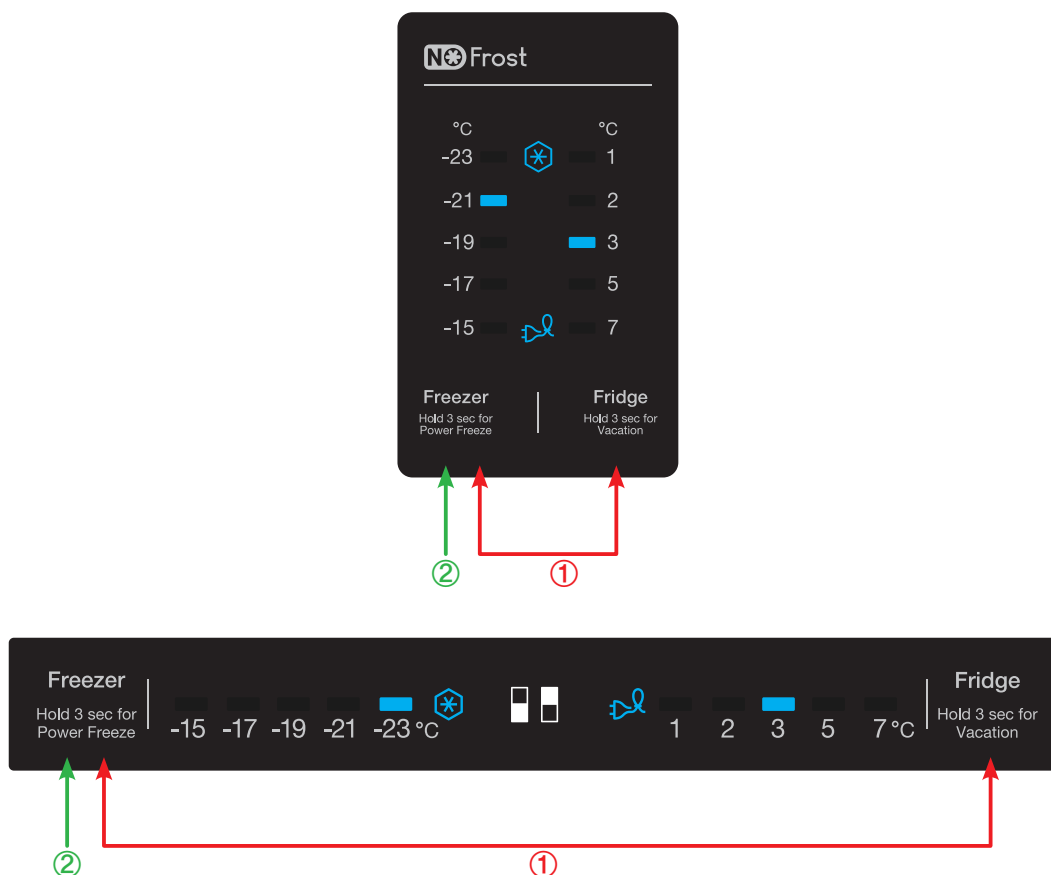 NO Frost
°C °C
-23 1
-21 2
-19 3
-17 5
-15 7
Freezer Fridge
Hold 3 sec for Hold 3 sec for
Power Freeze Vacation
② ①
Freezer Fridge
Hold 3 sec for Hold 3 sec for
Power Freeze -15 -17 -19 -21 -23 °C 1 2 3 5 7 °C Vacation
② ①